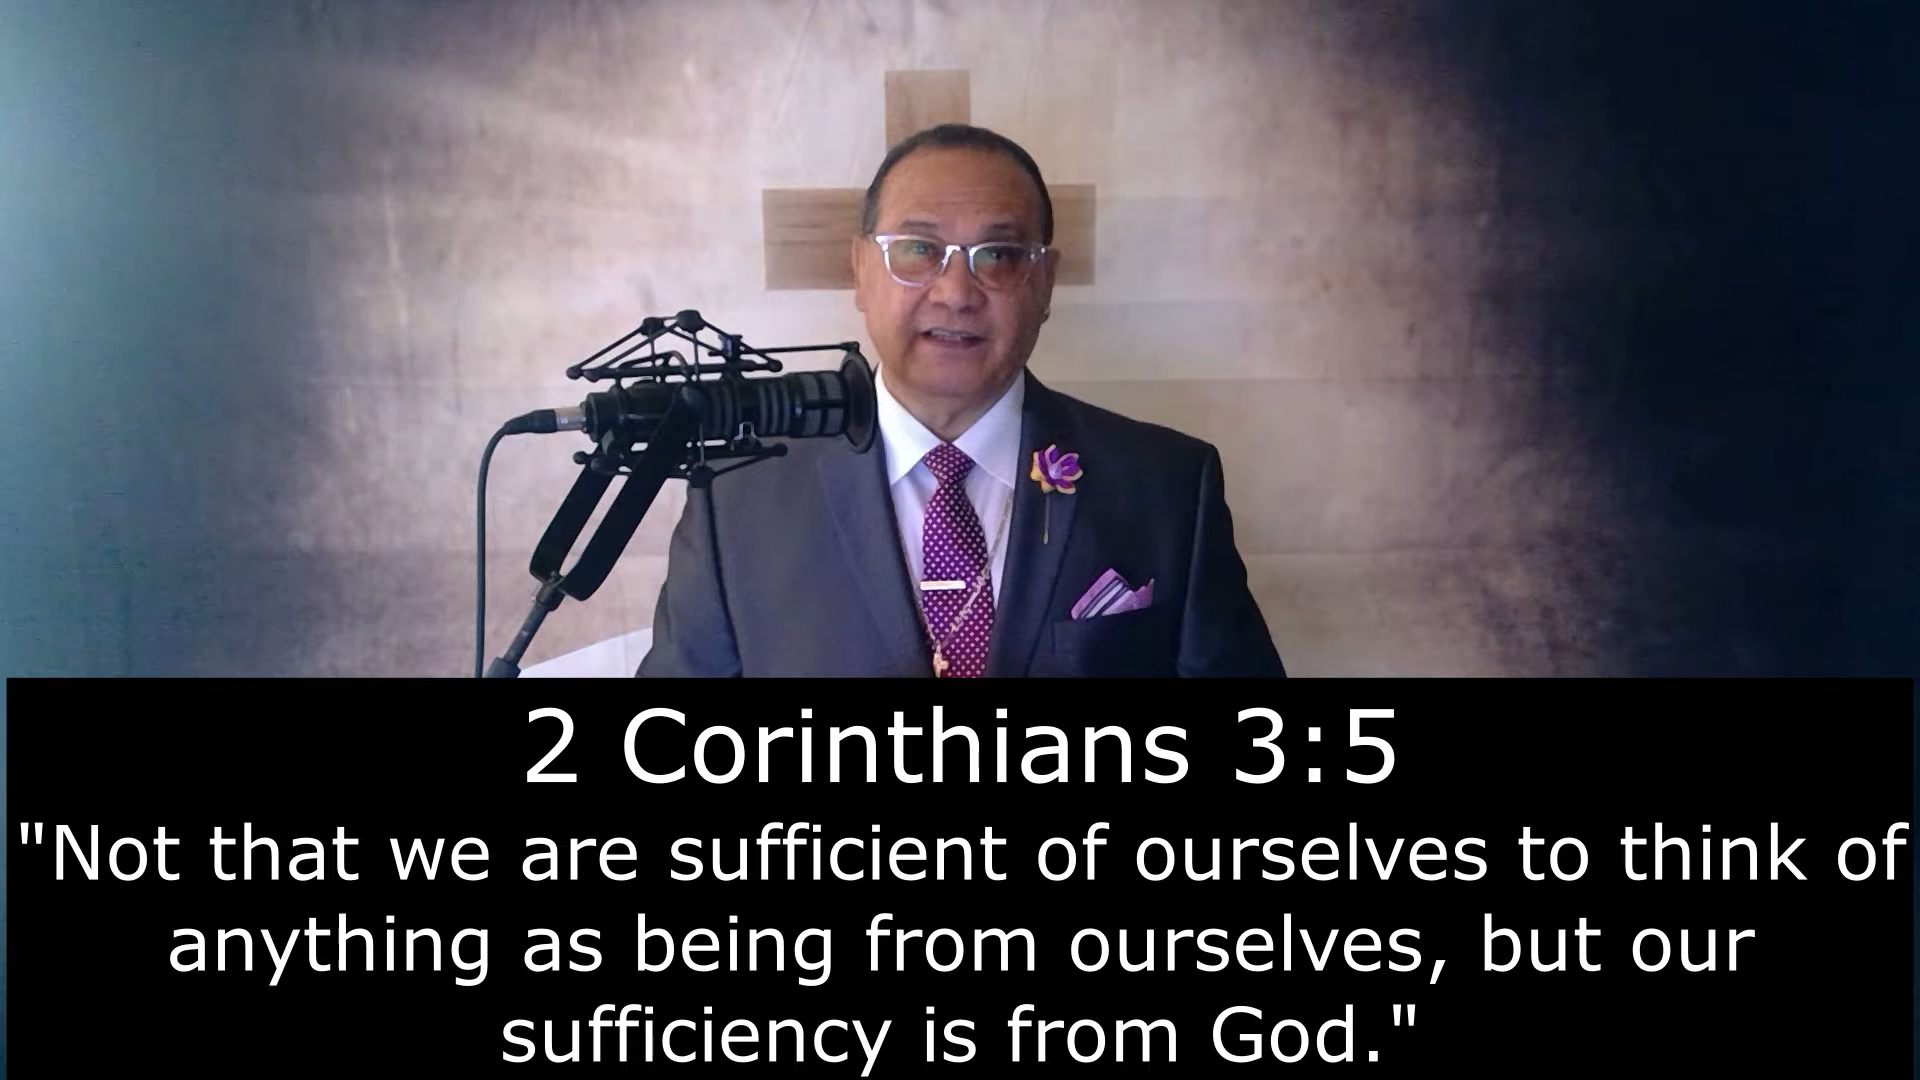 2 Corinthians 3:5
"Not that we are sufficient of ourselves to think of
anything as being from ourselves, but our
sufficiency is from God."